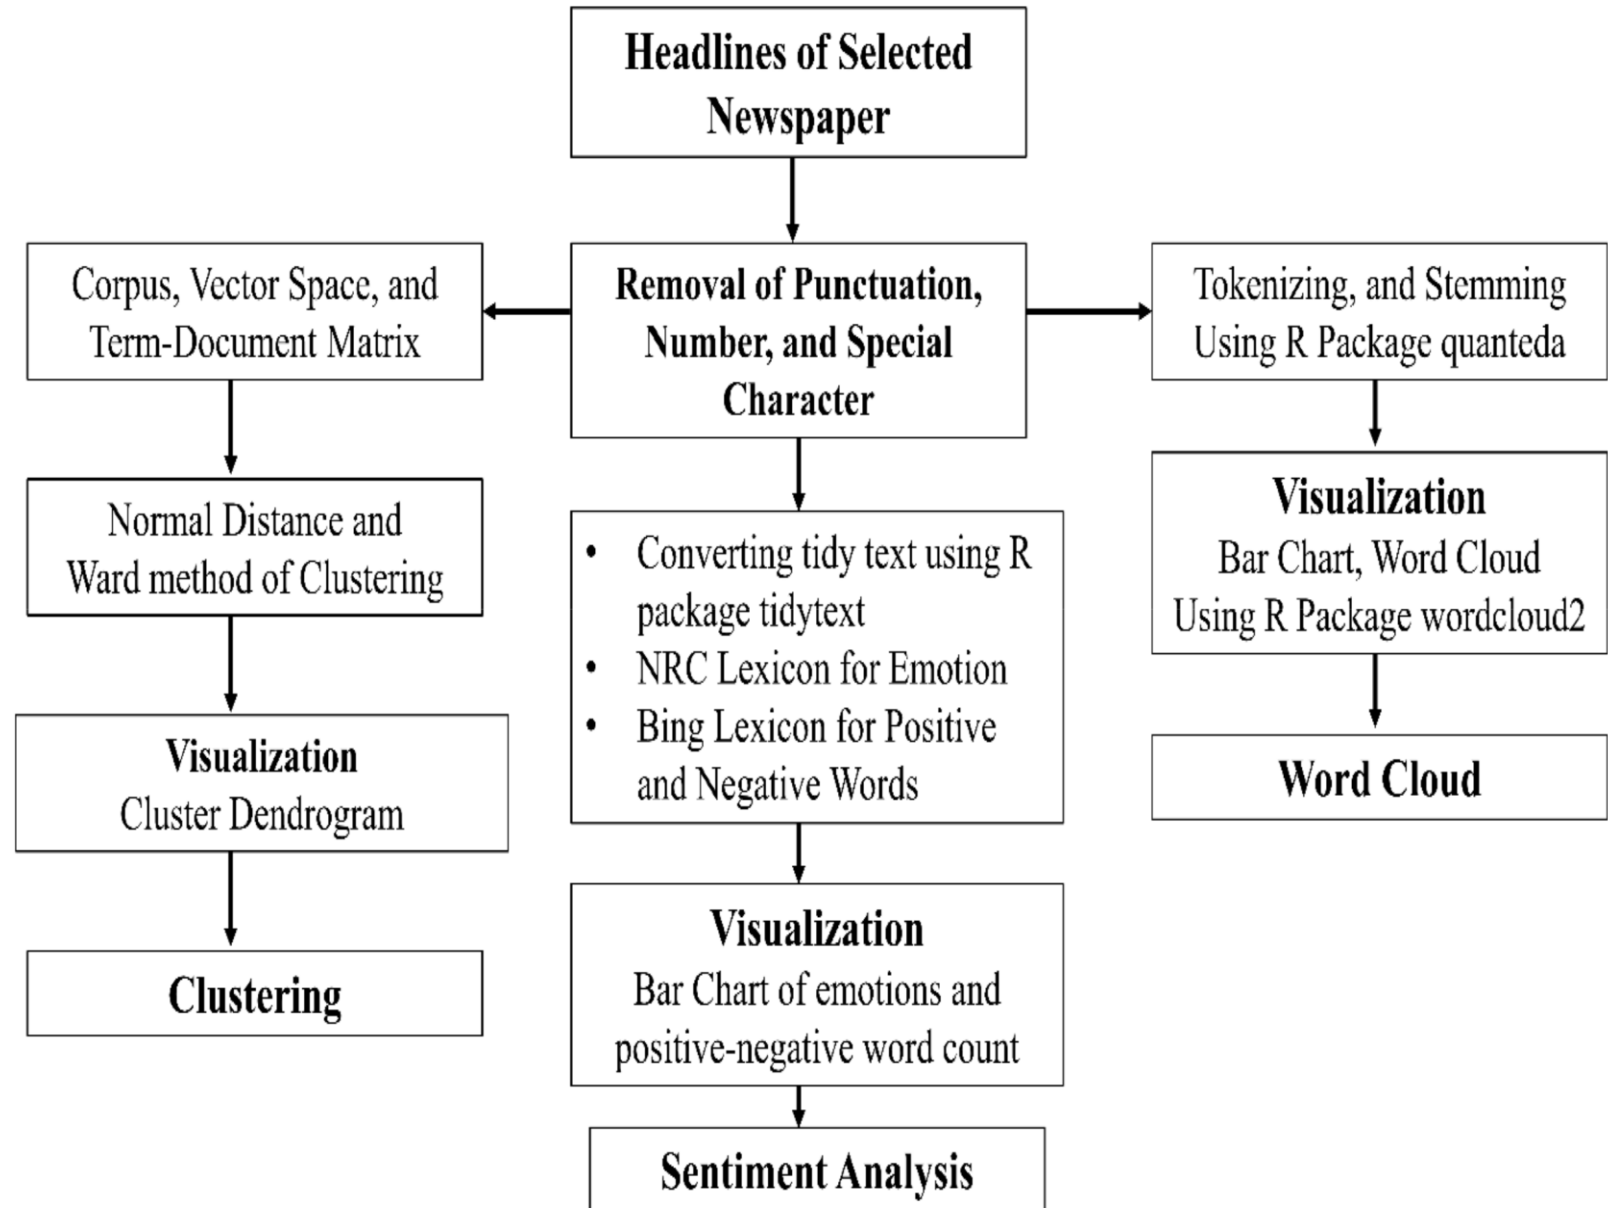 Headlines of Selected
Newspaper
Corpus, Vector Space, and
Term-Document Matrix
Removal of Punctuation,
Number, and Special
Character
Tokenizing, and Stemming
Using R Package quanteda
Normal Distance and
Ward method of Clustering
• Converting tidy text using R
package tidytext
• NRC Lexicon for Emotion
• Bing Lexicon for Positive
and Negative Words
Visualization
Bar Chart, Word Cloud
Using R Package wordcloud2
Visualization
Cluster Dendrogram
Word Cloud
Visualization
Bar Chart of emotions and
positive-negative word count
Clustering
Sentiment Analysis